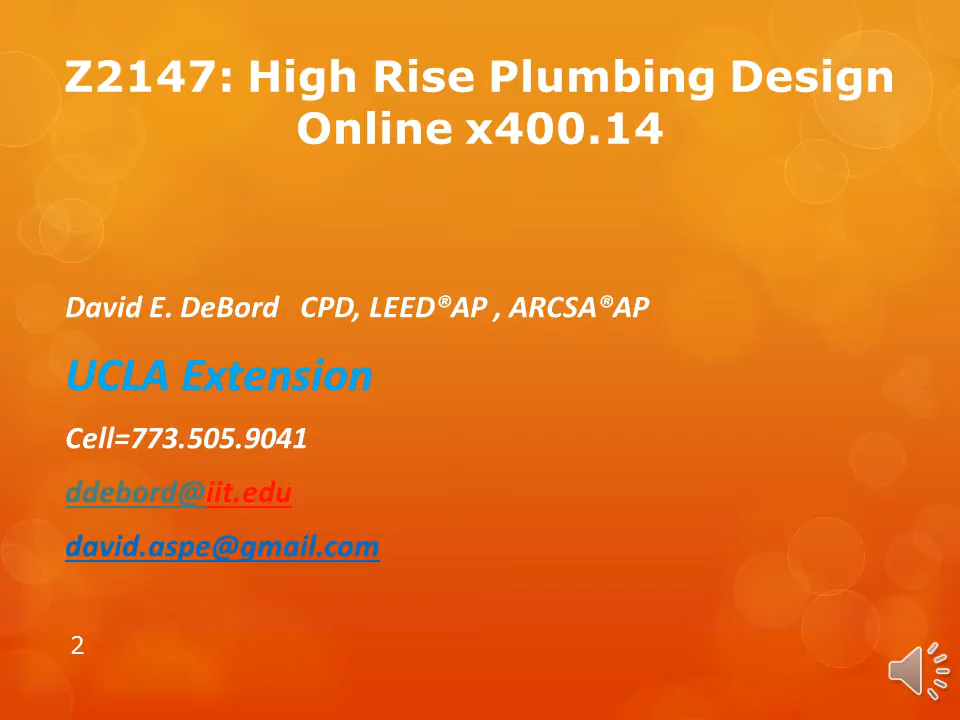 Z2147: High Rise Plumbing Design
Online x400.14
David E. DeBord CPD, LEED®AP , ARCSA®AP
UCLA Extension
Cell=773.505.9041
ddebord@iit.edu
david.aspe@gmail.com
2